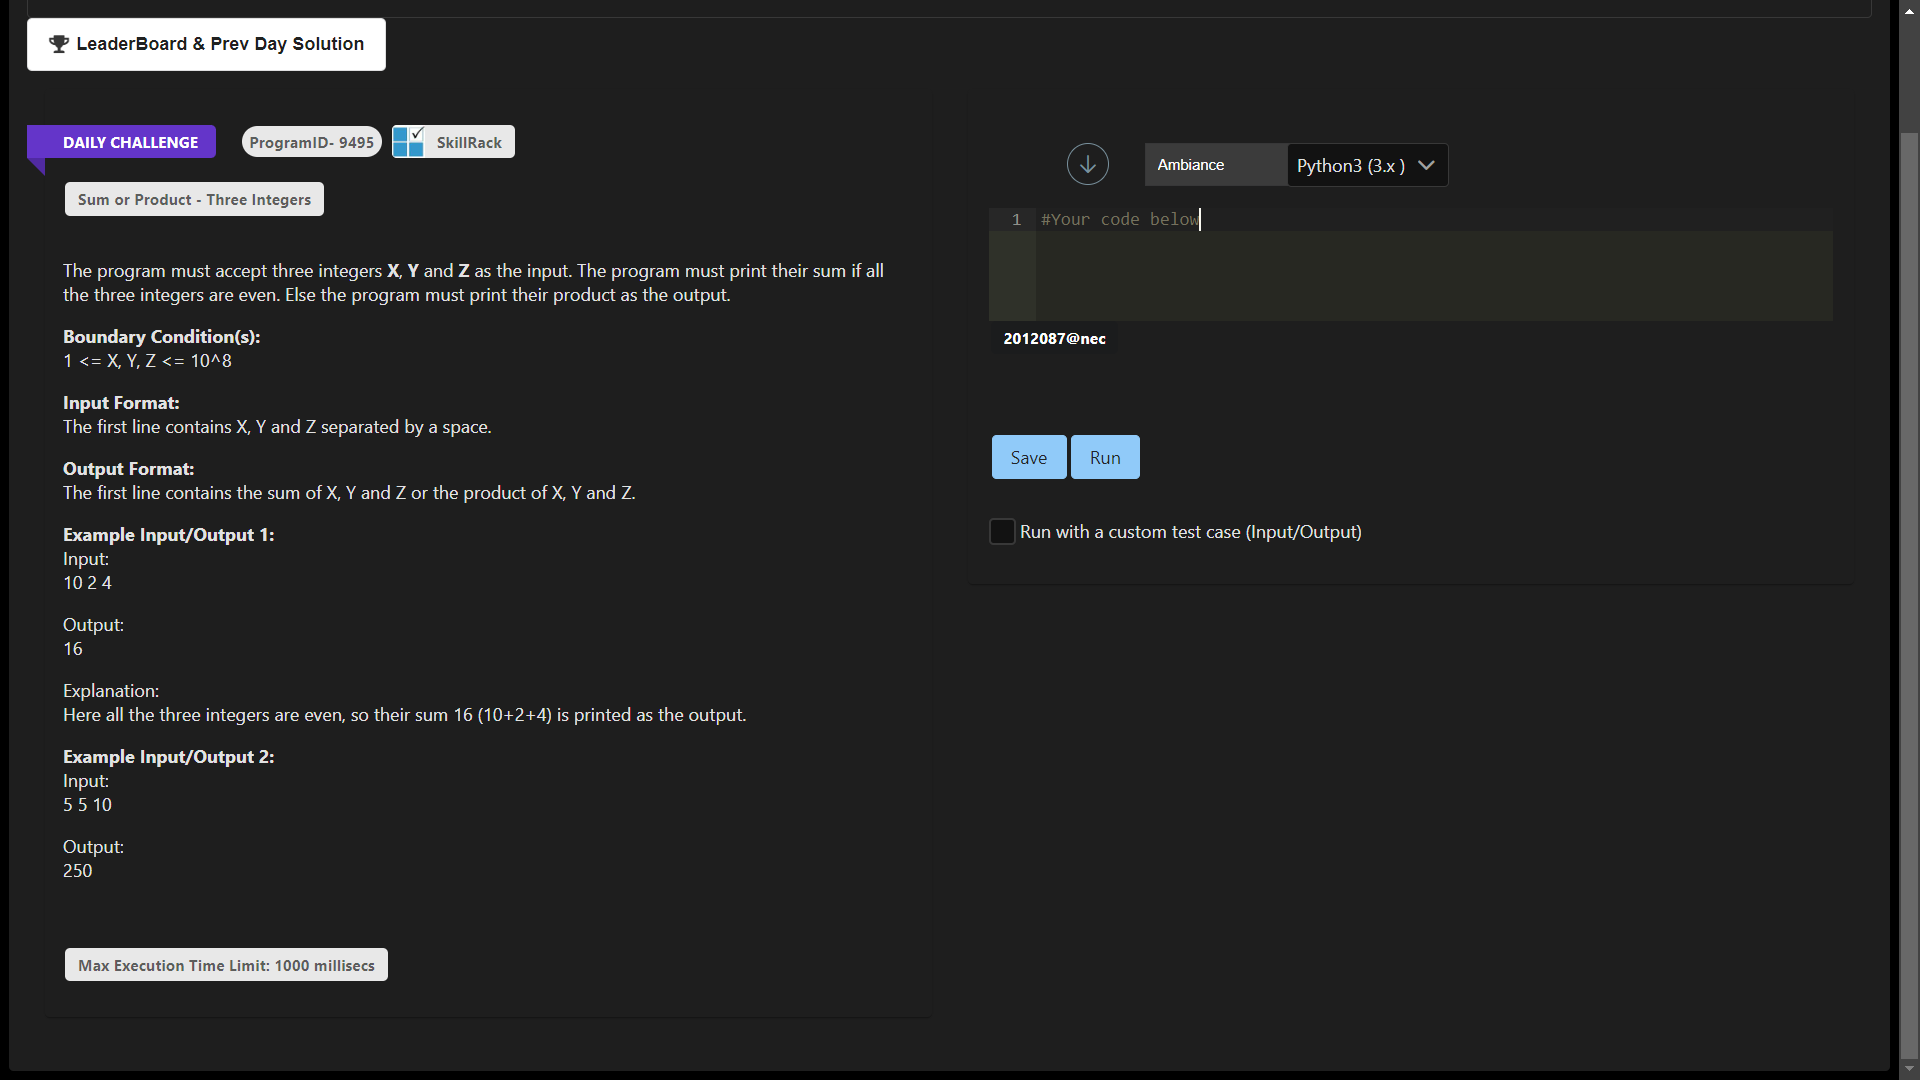 LeaderBoard & Prev Day Solution
DAILY CHALLENGE
ProgramID- 9495
SkillRack
Sum or Product - Three Integers
The program must accept three integers X, Y and Z as the input. The program must print their sum if all
the three integers are even. Else the program must print their product as the output.
Boundary Condition(s):
1 <= X, Y, Z <= 10^8
Input Format:
The first line contains X, Y and Z separated by a space.
Output Format:
The first line contains the sum of X, Y and Z or the product of X, Y and Z.
Example Input/Output 1:
Input:
10 2 4
Output:
16
Explanation:
Here all the three integers are even, so their sum 16 (10+2+4) is printed as the output.
Example Input/Output 2:
Input:
5 5 10
Output:
250
Max Execution Time Limit: 1000 millisecs
Ambiance
Python3 (3.x )
1 #Your code below
2012087@nec
Save
Run
Run with a custom test case (Input/Output)